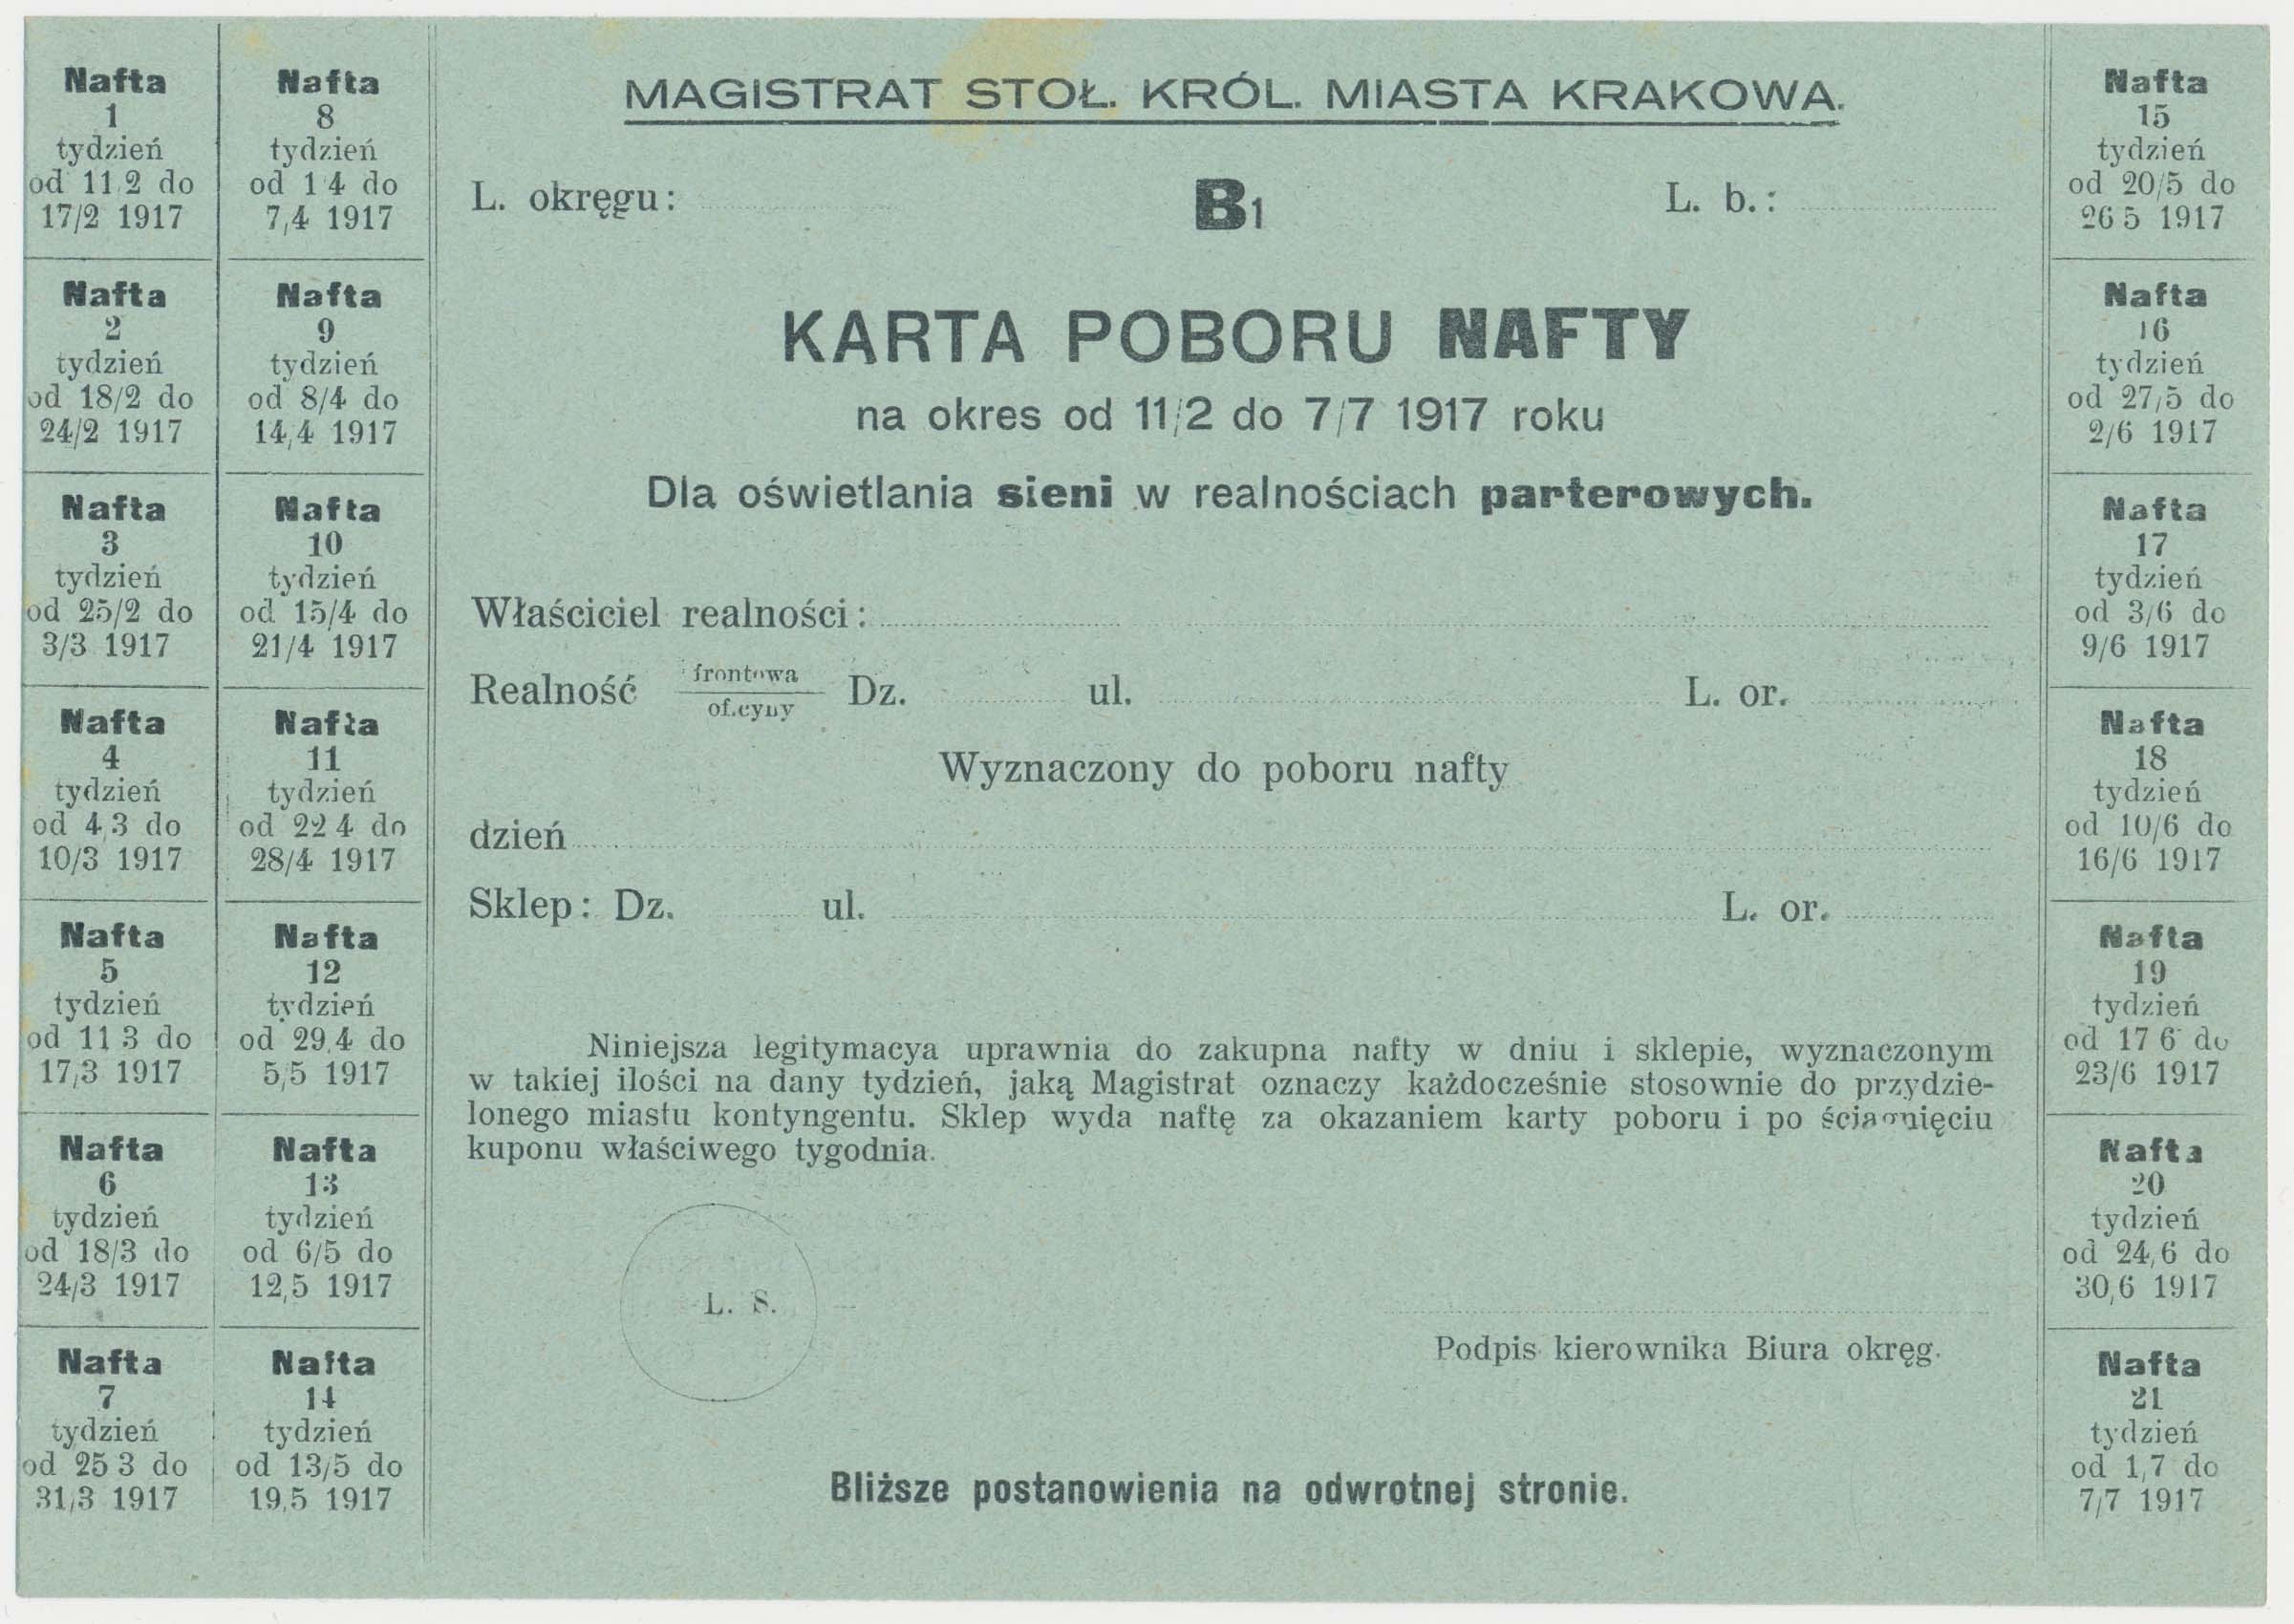 Nafta
1
tydzień
od 11/2 do
17/2 1917
Nafta
2
tydzień
od 18/2 do
24/2 1917
Nafta
3
tydzień
od 25/2 do
3/3 1917
Nafta
4
tydzień
od 4/3 do
10/3 1917
Nafta
5
tydzień
od 11 3 do
17/3 1917
Nafta
6
tydzień
od 18/3 do
24/3 1917
Nafta
7
tydzień
od 25 3 do
31/3 1917
Nafta
8
tydzień
od 1/4 do
7/4 1917
Nafta
9
tydzień
od 8/4 do
14/4 1917
Nafta
10
tydzień
od 15/4 do
21/4 1917
Nafta
11
tydzień
od 22 4 do
28/4 1917
Nafta
12
tydzień
od 29/4 do
5/5 1917
Nafta
13
tydzień
od 6/5 do
12/5 1917
Nafta
14
tydzień
od 13/5 do
19/5 1917
MAGISTRAT STOŁ. KRÓL. MIASTA KRAKOWA.
L. okręgu: B1 L. b.:
KARTA POBORU NAFTY
na okres od 11/2 do 7/7 1917 roku
Dla oświetlania sieni w realnościach parterowych.
Właściciel realności:
Realność frontowa Dz. ul. L. or.
oficyny
Wyznaczony do poboru nafty
dzień
Sklep: Dz. ul. L. or.
Niniejsza legitymacya uprawnia do zakupna nafty w dniu i sklepie, wyznaczonym
w takiej ilości na dany tydzień, jaką Magistrat oznaczy każdocześnie stosownie do przydzie-
lonego miastu kontyngentu. Sklep wyda naftę za okazaniem karty poboru i po ściągnięciu
kuponu właściwego tygodnia.
L. S.
Podpis kierownika Biura okręg.
Bliższe postanowienia na odwrotnej stronie.
Nafta
15
tydzień
od 20/5 do
26 5 1917
Nafta
16
tydzień
od 27/5 do
2/6 1917
Nafta
17
tydzień
od 3/6 do
9/6 1917
Nafta
18
tydzień
od 10/6 do
16/6 1917
Nafta
19
tydzień
od 17 6 do
23/6 1917
Nafta
20
tydzień
od 24/6 do
30/6 1917
Nafta
21
tydzień
od 1/7 do
7/7 1917